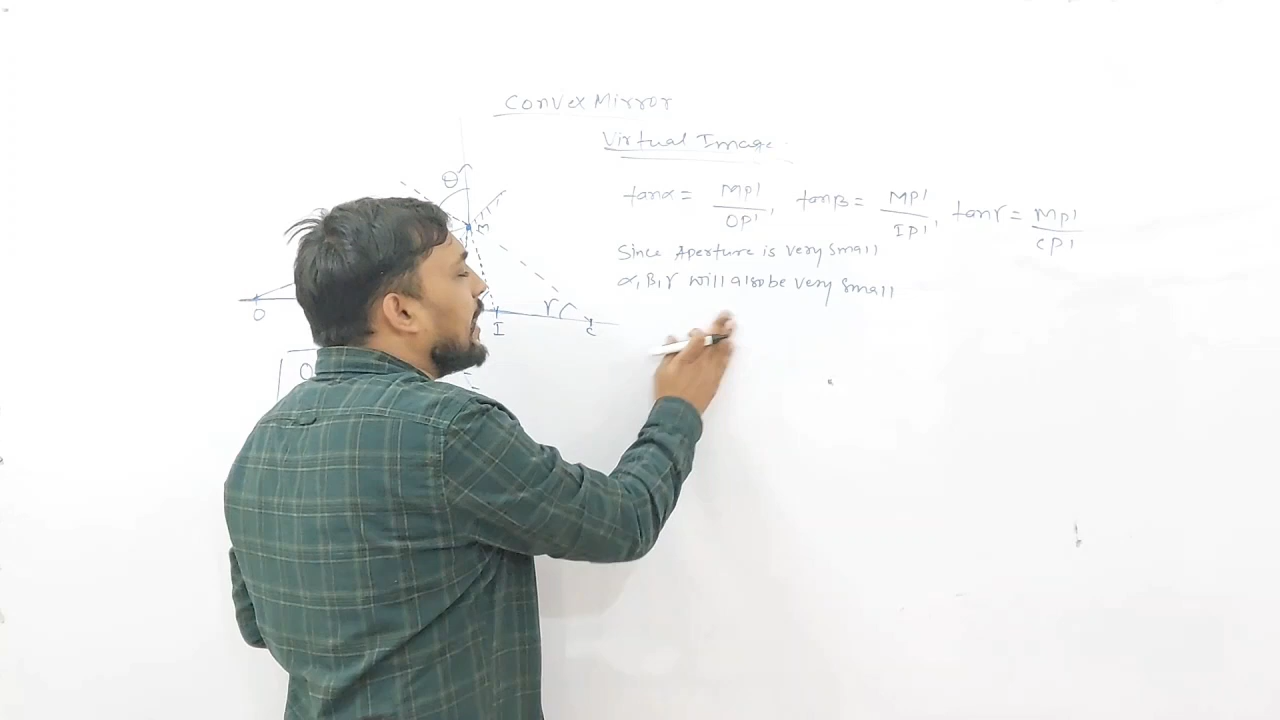 Convex Mirror
Virtual Image
tanα = MP'/OP', tanβ = MP'/IP', tanγ = MP'/CP'
Since Aperture is very small
α, β, γ will also be very small
θ
M
γ
O
I
C